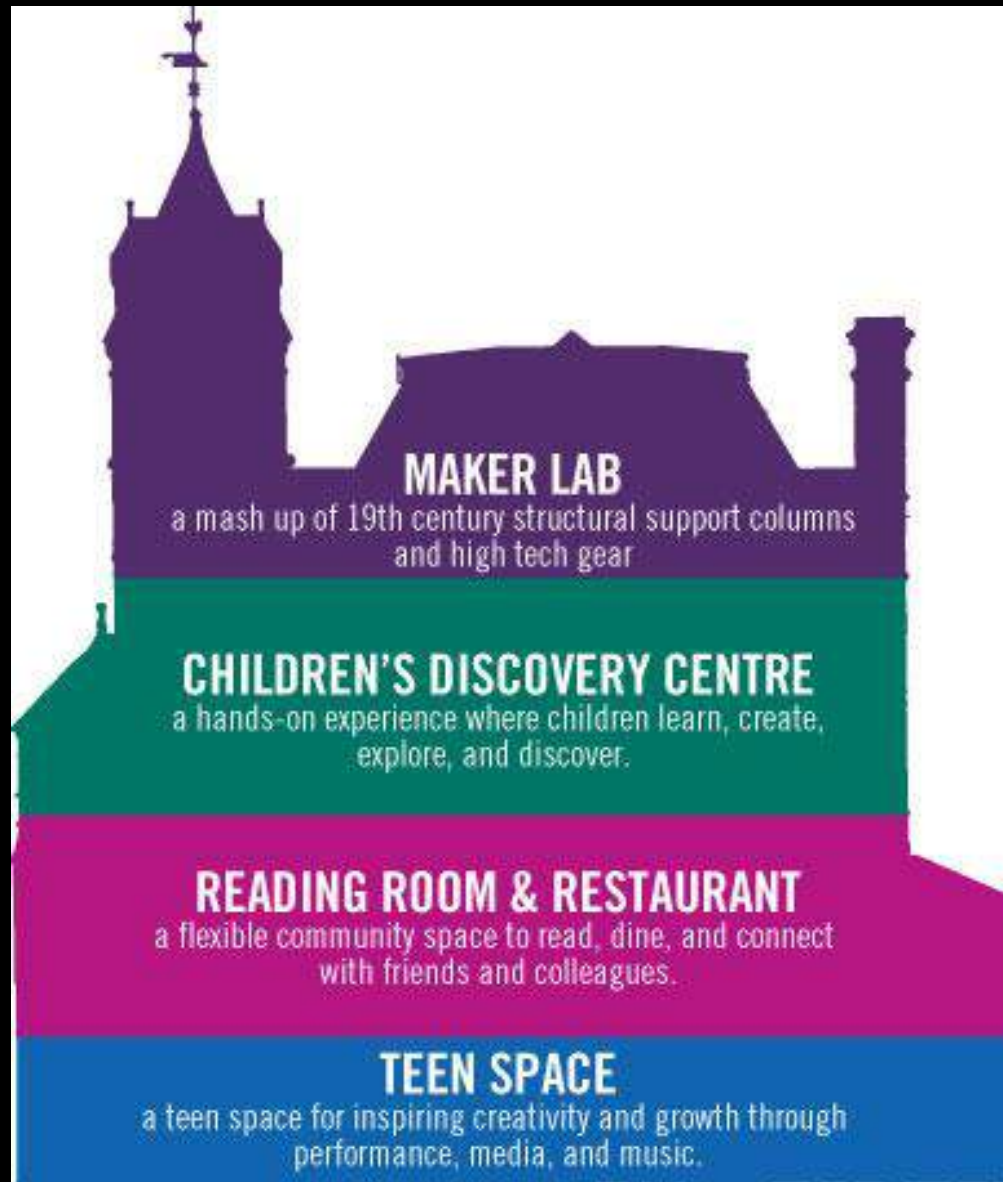 MAKER LAB
a mash up of 19th century structural support columns
and high tech gear
CHILDREN'S DISCOVERY CENTRE
a hands-on experience where children learn, create,
explore, and discover.
READING ROOM & RESTAURANT
a flexible community space to read, dine, and connect
with friends and colleagues.
TEEN SPACE
a teen space for inspiring creativity and growth through
performance, media, and music.